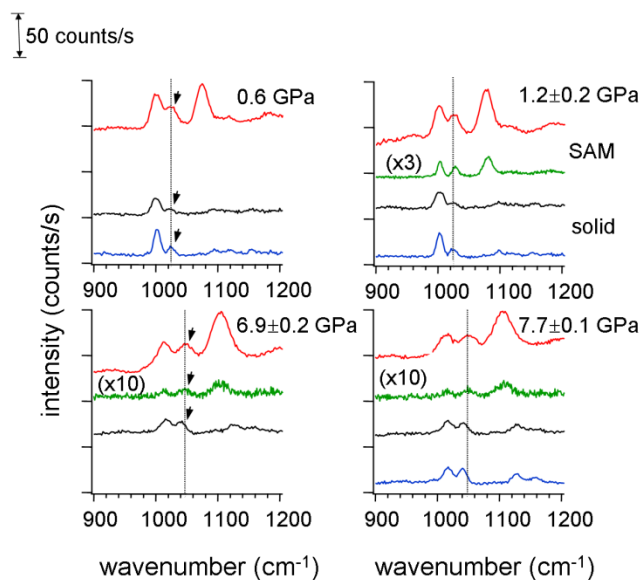 50 counts/s
0.6 GPa
1.2±0.2 GPa
SAM
(x3)
solid
900 1000 1100 1200
900 1000 1100 1200
intensity (counts/s)
6.9±0.2 GPa
7.7±0.1 GPa
(x10)
(x10)
900 1000 1100 1200
900 1000 1100 1200
wavenumber (cm-1)
wavenumber (cm-1)